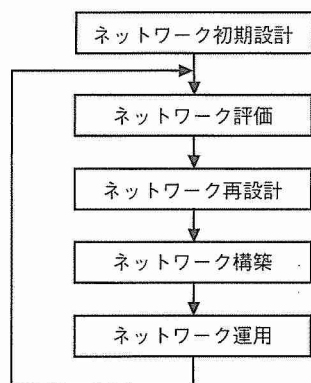 ネットワーク初期設計
ネットワーク評価
ネットワーク再設計
ネットワーク構築
ネットワーク運用